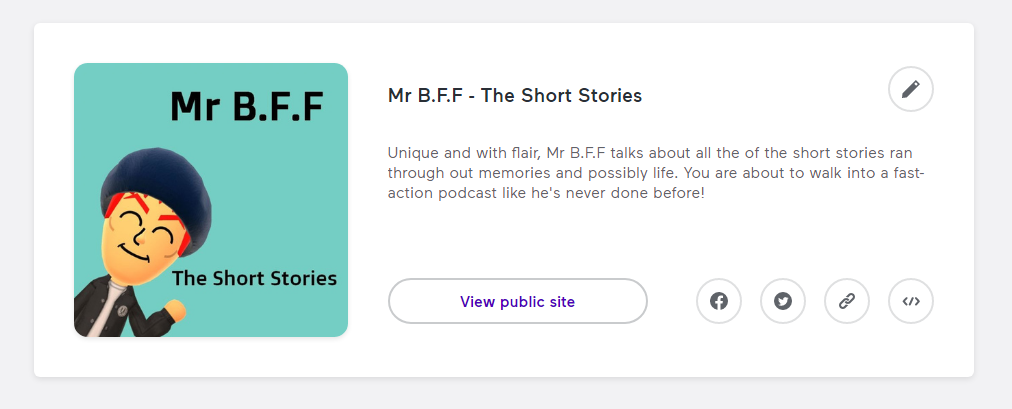 Mr B.F.F
The Short Stories
Mr B.F.F - The Short Stories
Unique and with flair, Mr B.F.F talks about all the of the short stories ran
through out memories and possibly life. You are about to walk into a fast-
action podcast like he's never done before!
View public site